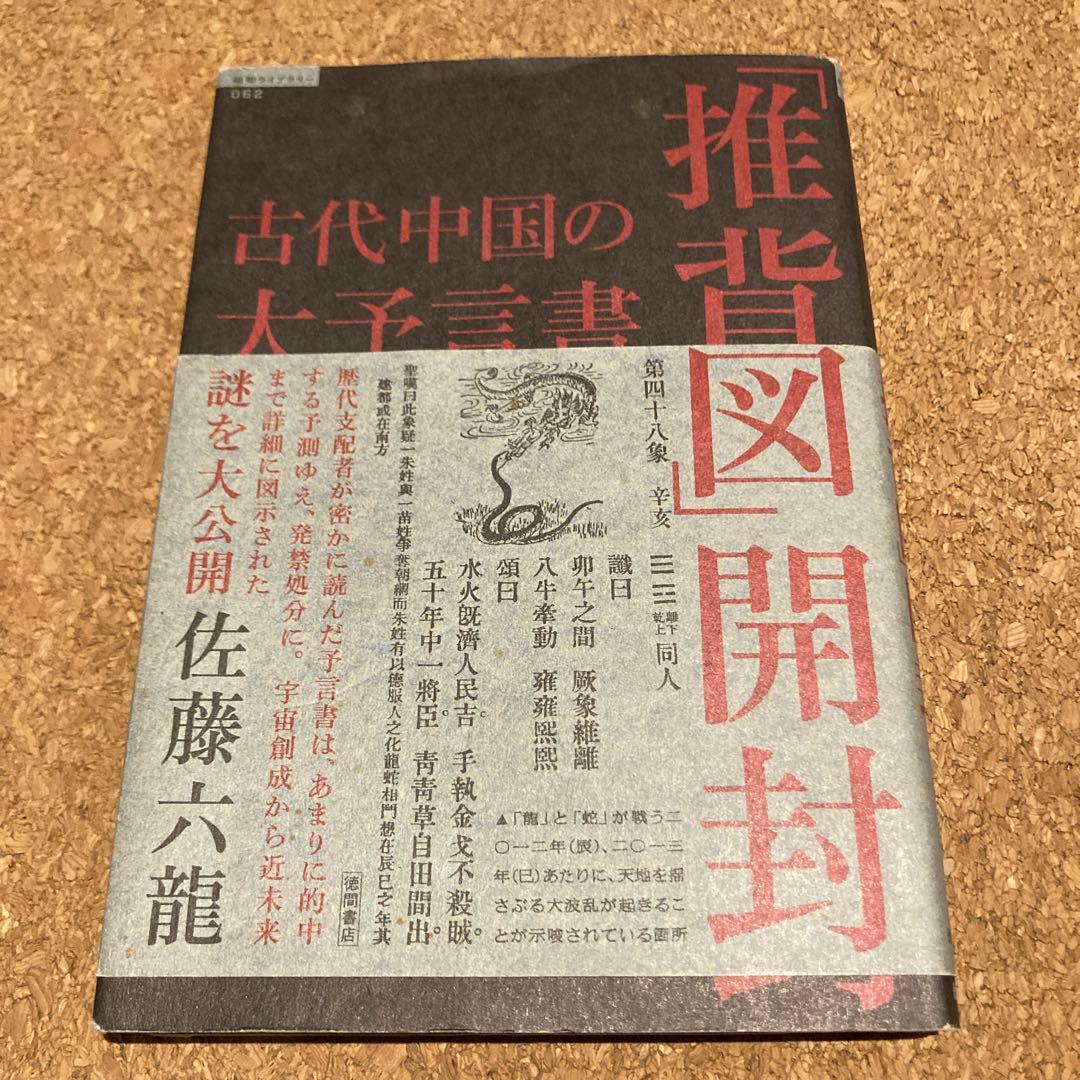 超知ライブラリー
062
「推背図」開封
古代中国の
大予言書
第四十八象 辛亥
離下
乾上
同人
讖曰
卯午之間 厥象維離
八牛牽動 雍雍熙熙
頌曰
水火旣濟人民吉。 手執金戈不殺賊。
五十年中一將臣 靑靑草自田間出。
聖嘆曰此象疑一朱姓與一苗姓爭奪朝綱而朱姓有以德服人之化龍蛇相鬥想在辰巳之年其
建都或在南方
▲「龍」と「蛇」が戦う二
〇一二年(辰)、二〇一三
年(巳)あたりに、天地を揺
さぶる大波乱が起きるこ
とが示唆されている箇所
歴代支配者が密かに読んだ予言書は、あまりに的中
する予測ゆえ、発禁処分に。 宇宙創成から近未来
まで詳細に図示された
謎を大公開
佐藤六龍
徳間書店